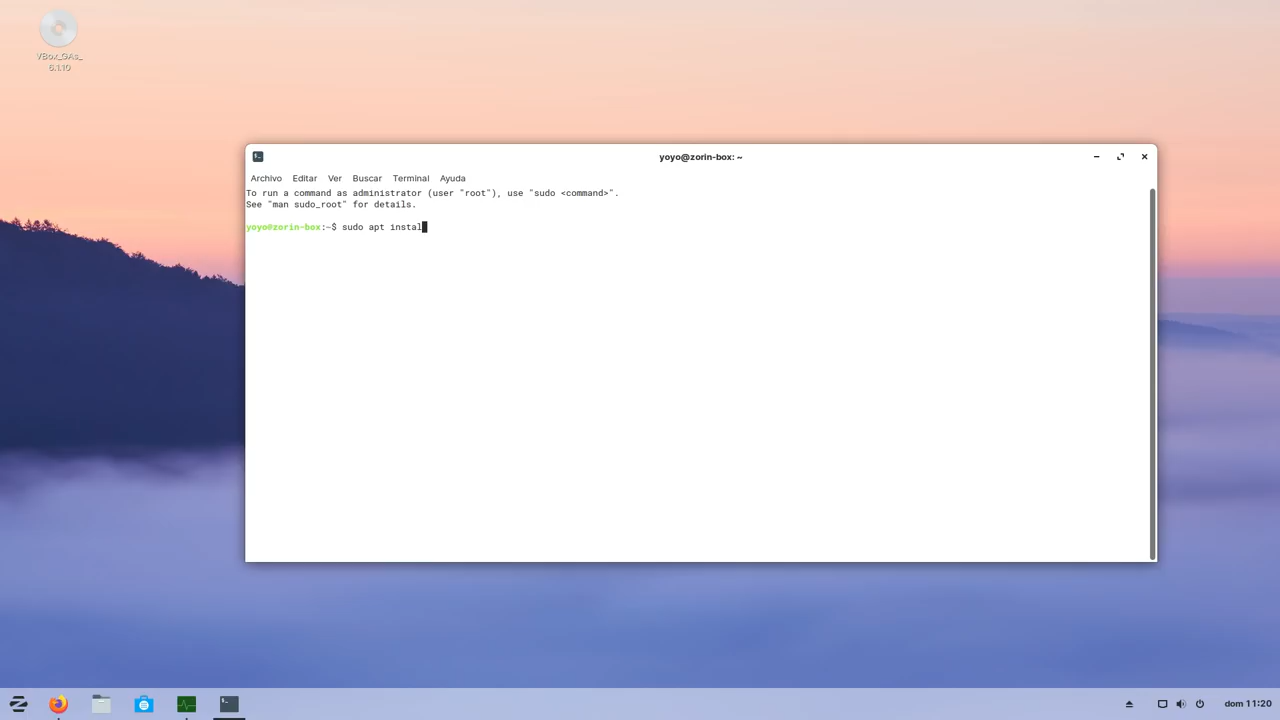 VBox_GAs_
6.1.10
yoyo@zorin-box: ~
Archivo Editar Ver Buscar Terminal Ayuda
To run a command as administrator (user "root"), use "sudo <command>".
See "man sudo_root" for details.
yoyo@zorin-box:~$ sudo apt instal
dom 11:20